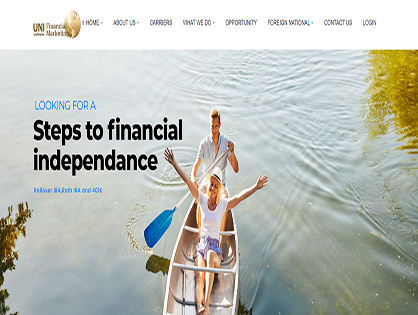 UNI Financial
Marketing
HOME ABOUT US CARRIERS WHAT WE DO OPPORTUNITY FOREIGN NATIONAL CONTACT US LOGIN
LOOKING FOR A
Steps to financial
independance
Rollover IRA,Roth IRA and 401K